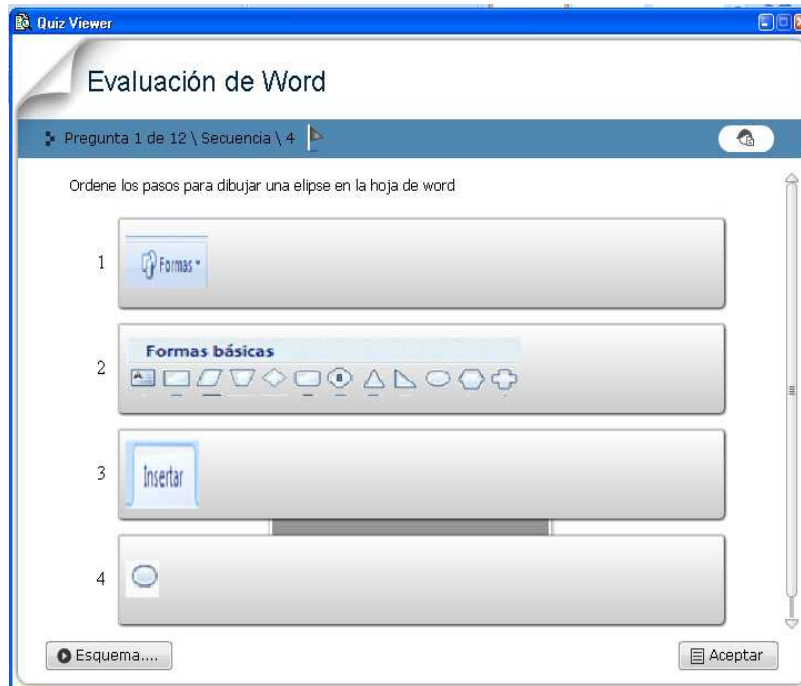 Quiz Viewer
Evaluación de Word
Pregunta 1 de 12 \ Secuencia \ 4
Ordene los pasos para dibujar una elipse en la hoja de word
1
Formas
2
Formas básicas
3
Insertar
4
Esquema....
Aceptar